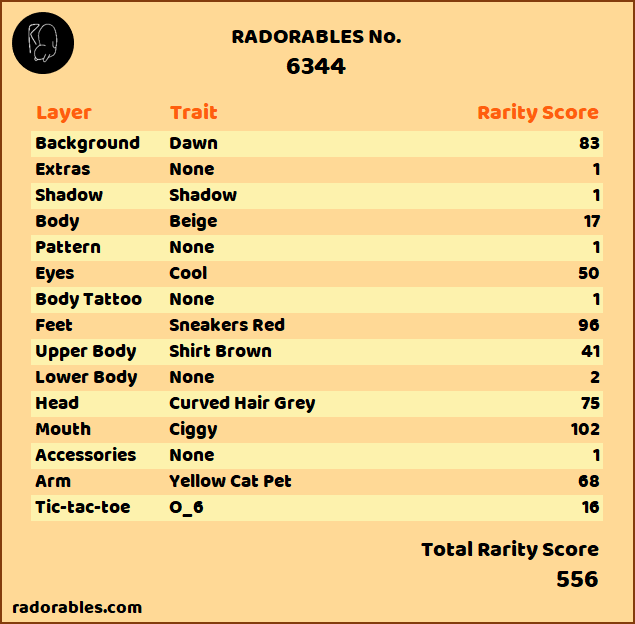 RADORABLES No.
6344
Layer Trait Rarity Score
Background Dawn 83
Extras None 1
Shadow Shadow 1
Body Beige 17
Pattern None 1
Eyes Cool 50
Body Tattoo None 1
Feet Sneakers Red 96
Upper Body Shirt Brown 41
Lower Body None 2
Head Curved Hair Grey 75
Mouth Ciggy 102
Accessories None 1
Arm Yellow Cat Pet 68
Tic-tac-toe O_6 16
Total Rarity Score
556
radorables.com